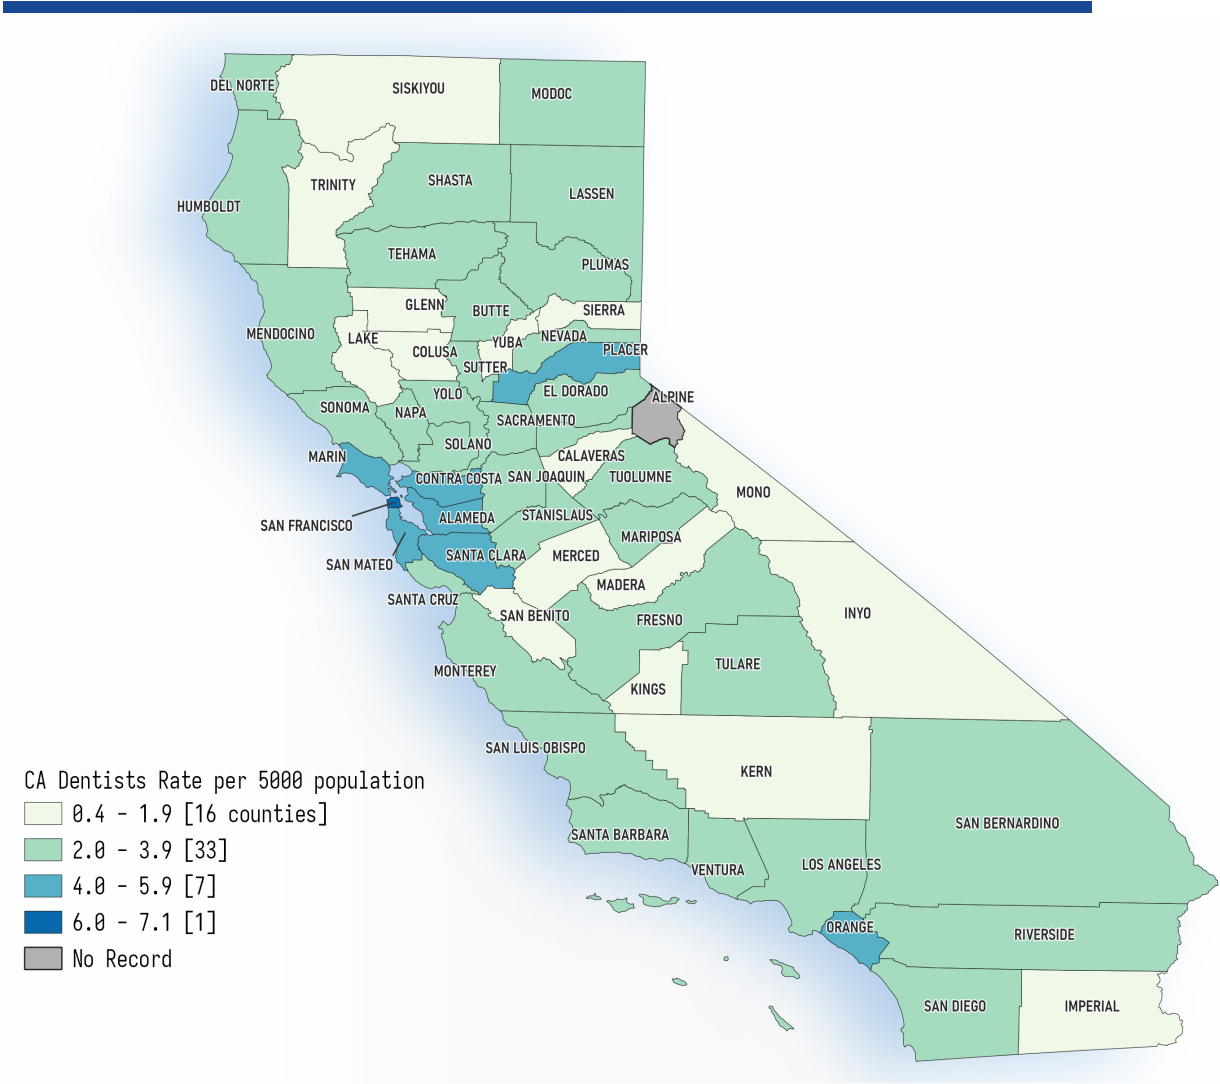 DEL NORTE
SISKIYOU
MODOC
TRINITY
SHASTA
LASSEN
HUMBOLDT
TEHAMA
PLUMAS
GLENN
BUTTE
SIERRA
MENDOCINO
LAKE
COLUSA
YUBA
NEVADA
SUTTER
PLACER
YOLO
EL DORADO
ALPINE
SONOMA
NAPA
SACRAMENTO
SOLANO
MARIN
CALAVERAS
CONTRA COSTA
SAN JOAQUIN
TUOLUMNE
MONO
SAN FRANCISCO
ALAMEDA
STANISLAUS
MARIPOSA
SAN MATEO
SANTA CLARA
MERCED
MADERA
SANTA CRUZ
SAN BENITO
FRESNO
INYO
MONTEREY
TULARE
KINGS
SAN LUIS OBISPO
KERN
SANTA BARBARA
SAN BERNARDINO
VENTURA
LOS ANGELES
ORANGE
RIVERSIDE
SAN DIEGO
IMPERIAL
CA Dentists Rate per 5000 population
0.4 - 1.9 [16 counties]
2.0 - 3.9 [33]
4.0 - 5.9 [7]
6.0 - 7.1 [1]
No Record